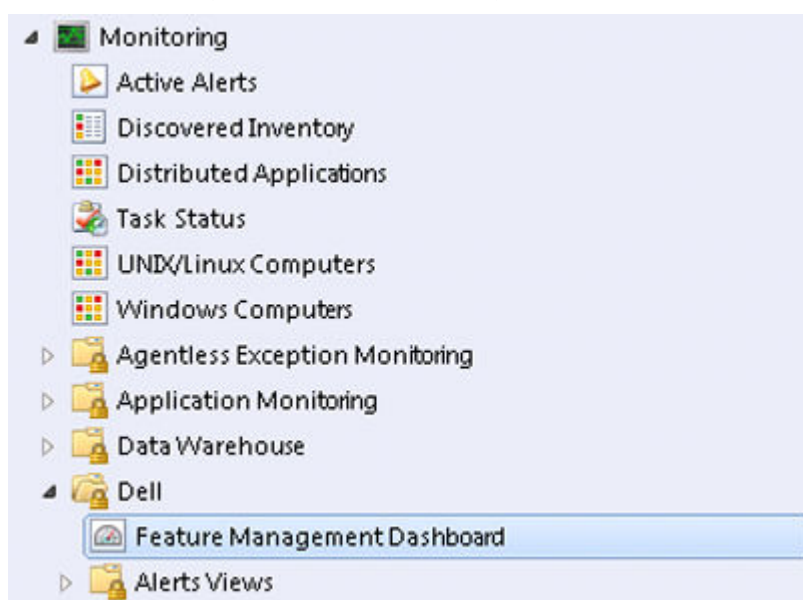 Monitoring
Active Alerts
Discovered Inventory
Distributed Applications
Task Status
UNIX/Linux Computers
Windows Computers
Agentless Exception Monitoring
Application Monitoring
Data Warehouse
Dell
Feature Management Dashboard
Alerts Views